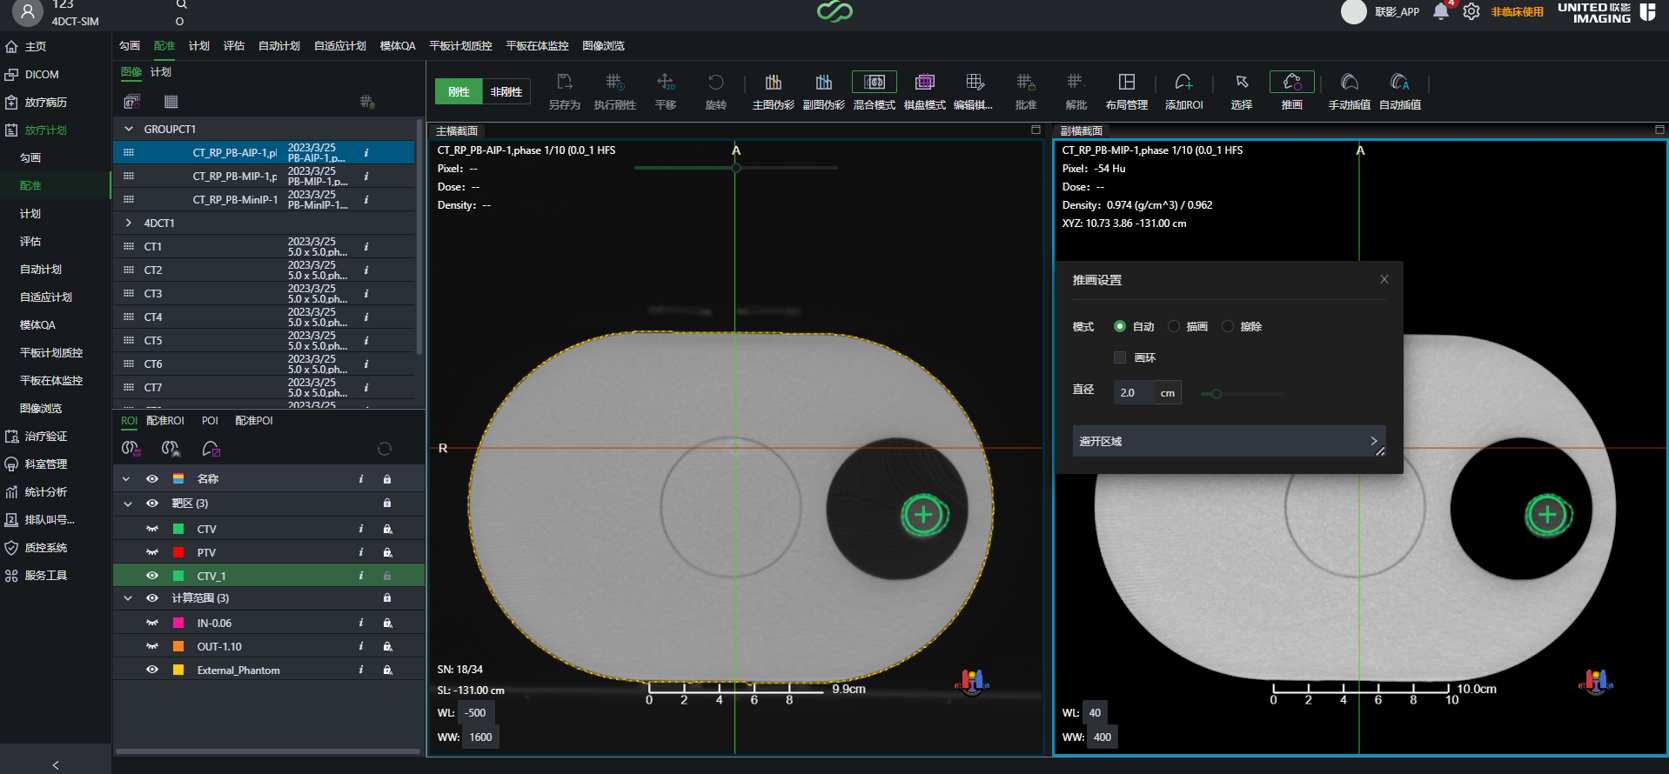 123
4DCT-SIM
联影_APP
4
非临床使用
UNITED 联影
IMAGING
主页
DICOM
放疗病历
放疗计划
勾画
配准
计划
评估
自动计划
自适应计划
模体QA
平板计划质控
平板在体监控
图像浏览
治疗验证
科室管理
统计分析
排队叫号...
质控系统
服务工具
勾画 配准 计划 评估 自动计划 自适应计划 模体QA 平板计划质控 平板在体监控 图像浏览
图像 计划
刚性 非刚性 另存为 执行刚性 平移 旋转 主图伪彩 副图伪彩 混合模式 棋盘模式 编辑棋... 批准 解批 布局管理 添加ROI 选择 推画 手动插值 自动插值
GROUPCT1
CT_RP_PB-AIP-1,pl 2023/3/25 PB-AIP-1,p... i
CT_RP_PB-MIP-1,p 2023/3/25 PB-MIP-1,p... i
CT_RP_PB-MinIP-1 2023/3/25 PB-MinIP-1... i
4DCT1
CT1 2023/3/25 5.0 x 5.0,ph... i
CT2 2023/3/25 5.0 x 5.0,ph... i
CT3 2023/3/25 5.0 x 5.0,ph... i
CT4 2023/3/25 5.0 x 5.0,ph... i
CT5 2023/3/25 5.0 x 5.0,ph... i
CT6 2023/3/25 5.0 x 5.0,ph... i
CT7 2023/3/25 5.0 x 5.0,ph... i
2023/3/25
ROI 配准ROI POI 配准POI
名称 i
靶区 (3)
CTV i
PTV i
CTV_1 i
计算范围 (3)
IN-0.06 i
OUT-1.10 i
External_Phantom i
主横截面
CT_RP_PB-AIP-1,phase 1/10 (0.0_1 HFS
Pixel: --
Dose: --
Density: --
A
R
SN: 18/34
SL: -131.00 cm
WL: -500
WW: 1600
0 2 4 6 8 9.9cm
副横截面
CT_RP_PB-MIP-1,phase 1/10 (0.0_1 HFS
Pixel: -54 Hu
Dose: --
Density: 0.974 (g/cm^3) / 0.962
XYZ: 10.73 3.86 -131.00 cm
A
推画设置
模式 自动 描画 擦除
画环
直径 2.0 cm
避开区域
WL: 40
WW: 400
0 2 4 6 8 10 10.0cm